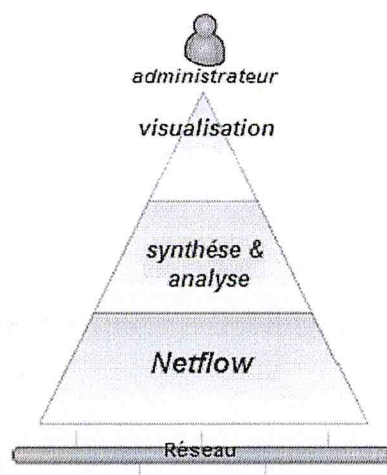 administrateur
visualisation
synthése &
analyse
Netflow
Réseau